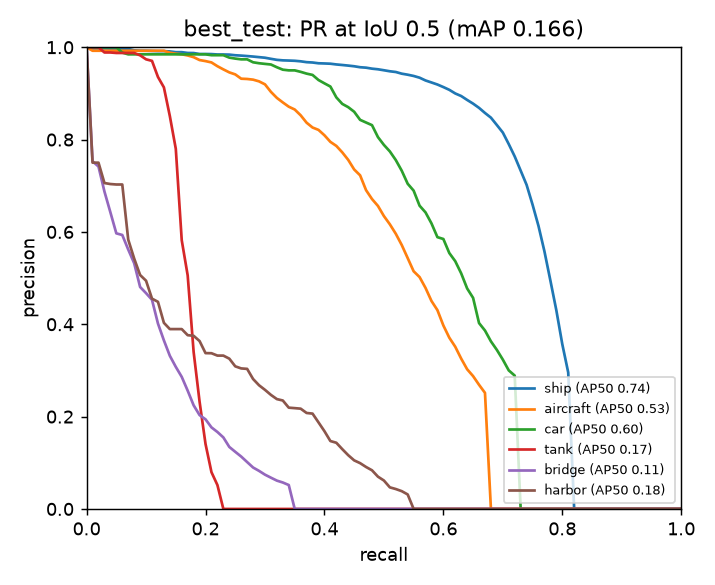 best_test: PR at IoU 0.5 (mAP 0.166)
1.0
0.8
0.6
0.4
0.2
0.0
precision
0.0 0.2 0.4 0.6 0.8 1.0
recall
ship (AP50 0.74)
aircraft (AP50 0.53)
car (AP50 0.60)
tank (AP50 0.17)
bridge (AP50 0.11)
harbor (AP50 0.18)